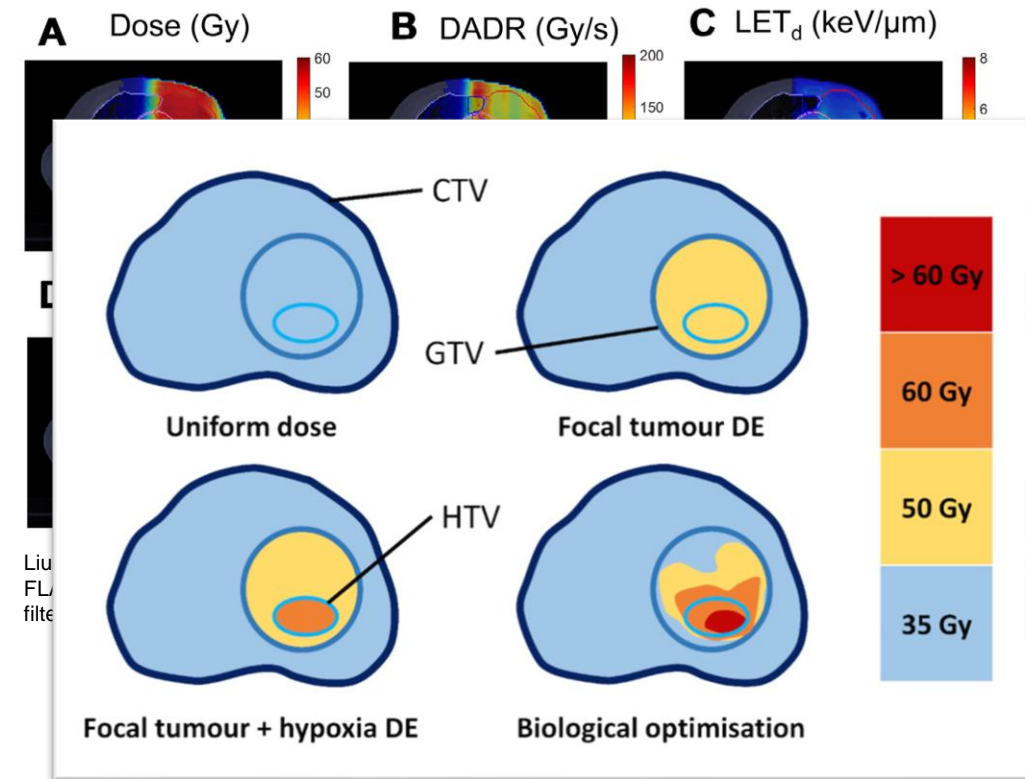 A Dose (Gy)
B DADR (Gy/s)
C LETd (keV/μm)
60
50
200
150
8
6
CTV
GTV
Uniform dose
Focal tumour DE
HTV
Focal tumour + hypoxia DE
Biological optimisation
> 60 Gy
60 Gy
50 Gy
35 Gy
Liu